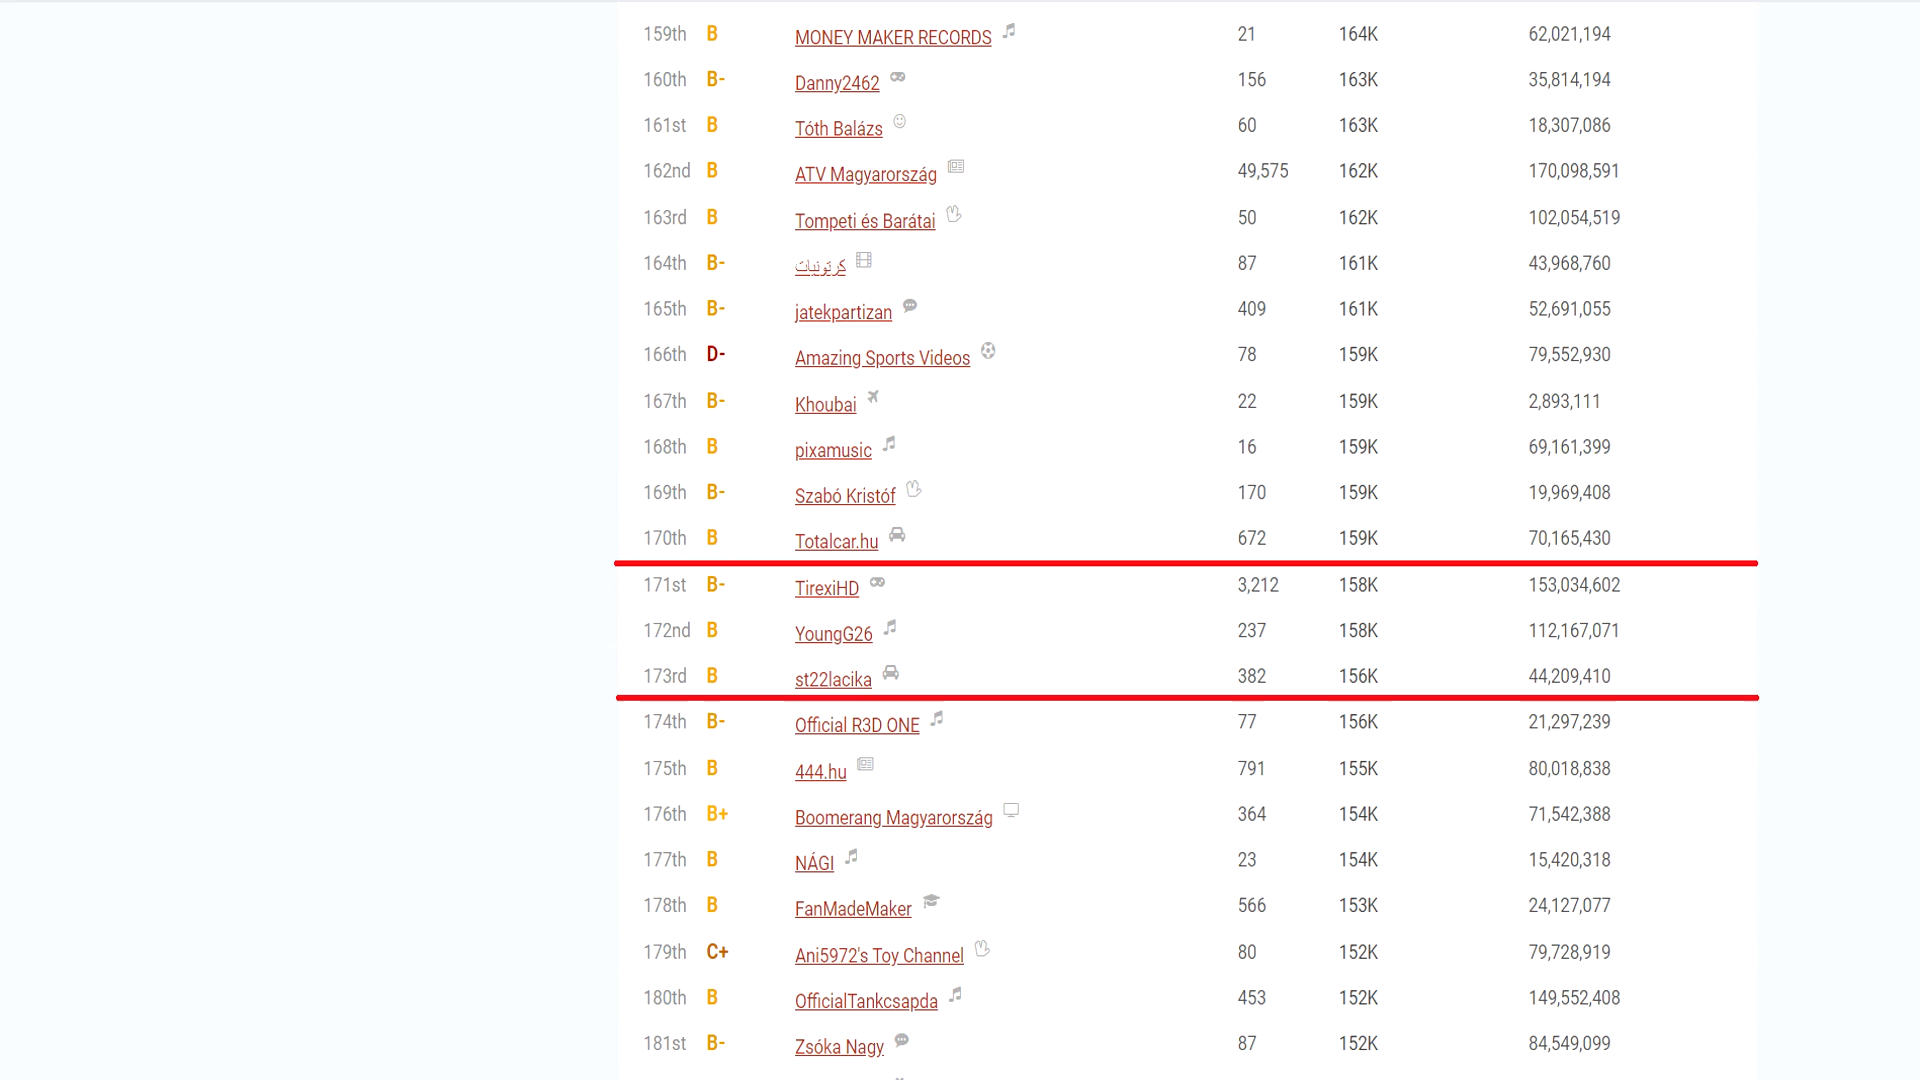 159th B MONEY MAKER RECORDS 21 164K 62,021,194
160th B- Danny2462 156 163K 35,814,194
161st B Tóth Balázs 60 163K 18,307,086
162nd B ATV Magyarország 49,575 162K 170,098,591
163rd B Tompeti és Barátai 50 162K 102,054,519
164th B- كرتونيات 87 161K 43,968,760
165th B- jatekpartizan 409 161K 52,691,055
166th D- Amazing Sports Videos 78 159K 79,552,930
167th B- Khoubai 22 159K 2,893,111
168th B pixamusic 16 159K 69,161,399
169th B- Szabó Kristóf 170 159K 19,969,408
170th B Totalcar.hu 672 159K 70,165,430
171st B- TirexiHD 3,212 158K 153,034,602
172nd B YoungG26 237 158K 112,167,071
173rd B st22lacika 382 156K 44,209,410
174th B- Official R3D ONE 77 156K 21,297,239
175th B 444.hu 791 155K 80,018,838
176th B+ Boomerang Magyarország 364 154K 71,542,388
177th B NÁGI 23 154K 15,420,318
178th B FanMadeMaker 566 153K 24,127,077
179th C+ Ani5972's Toy Channel 80 152K 79,728,919
180th B OfficialTankcsapda 453 152K 149,552,408
181st B- Zsóka Nagy 87 152K 84,549,099